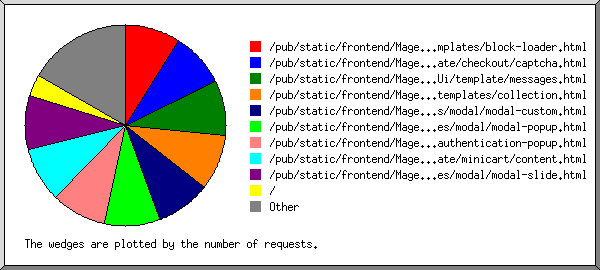 /pub/static/frontend/Mage...mplates/block-loader.html
/pub/static/frontend/Mage...ate/checkout/captcha.html
/pub/static/frontend/Mage...Ui/template/messages.html
/pub/static/frontend/Mage...templates/collection.html
/pub/static/frontend/Mage...s/modal/modal-custom.html
/pub/static/frontend/Mage...es/modal/modal-popup.html
/pub/static/frontend/Mage...authentication-popup.html
/pub/static/frontend/Mage...ate/minicart/content.html
/pub/static/frontend/Mage...es/modal/modal-slide.html
/
Other
The wedges are plotted by the number of requests.